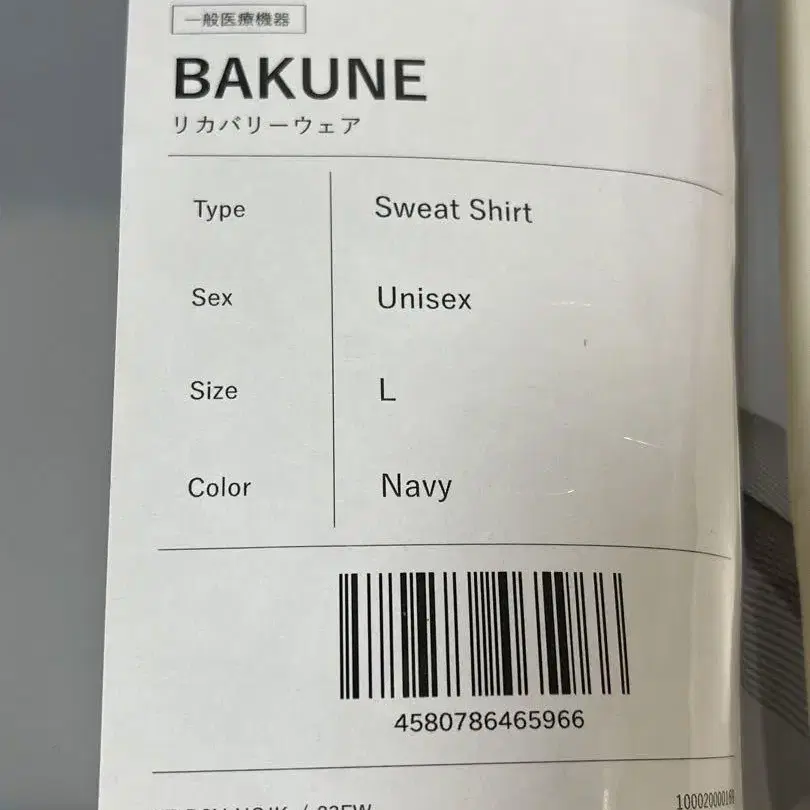 一般医療機器
BAKUNE
リカバリーウェア
Type Sweat Shirt
Sex Unisex
Size L
Color Navy
4580786465966